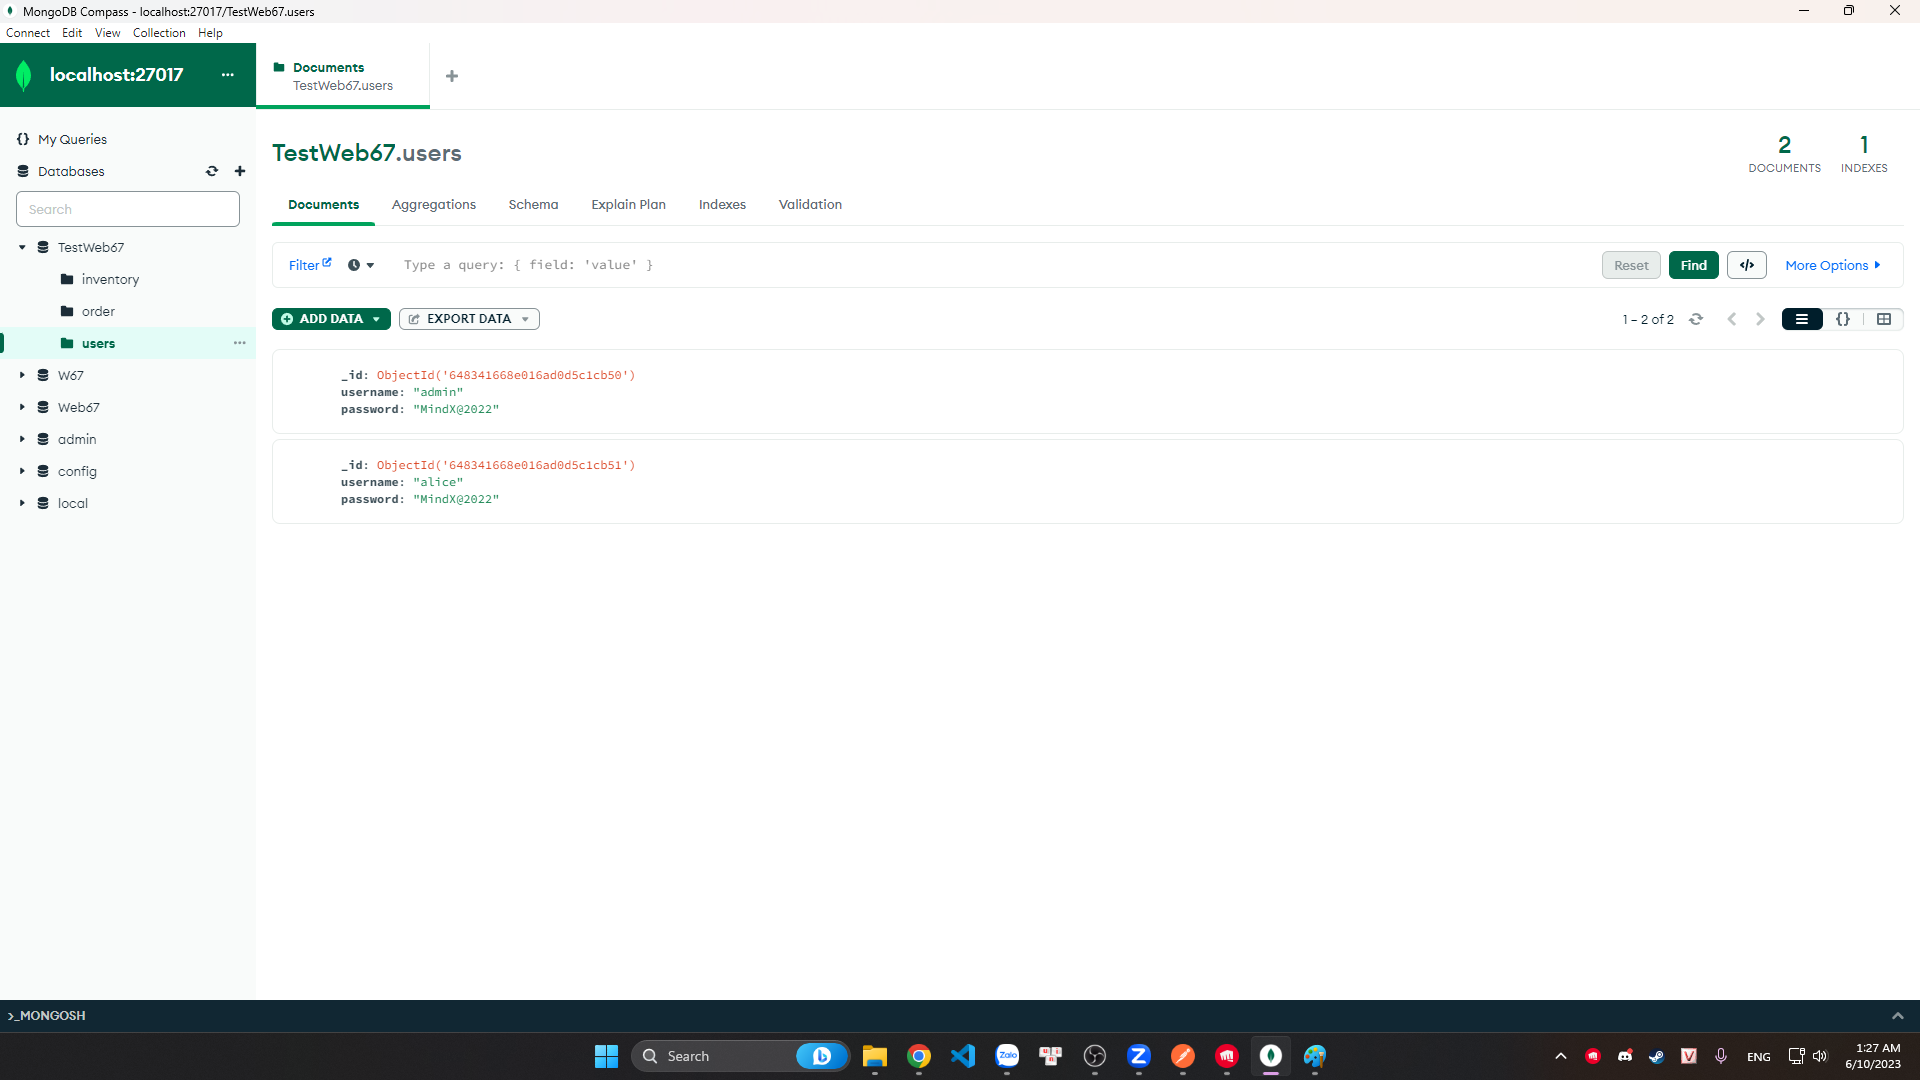 MongoDB Compass - localhost:27017/TestWeb67.users
Connect Edit View Collection Help
localhost:27017
Documents
TestWeb67.users
My Queries
Databases
Search
TestWeb67
inventory
order
users
W67
Web67
admin
config
local
TestWeb67.users
2
DOCUMENTS
1
INDEXES
Documents Aggregations Schema Explain Plan Indexes Validation
Filter Type a query: { field: 'value' } Reset Find </> More Options
ADD DATA EXPORT DATA 1 – 2 of 2 {}
_id: ObjectId('648341668e016ad0d5c1cb50')
username: "admin"
password: "MindX@2022"
_id: ObjectId('648341668e016ad0d5c1cb51')
username: "alice"
password: "MindX@2022"
>_MONGOSH
Search
Zalo
ENG
1:27 AM
6/10/2023